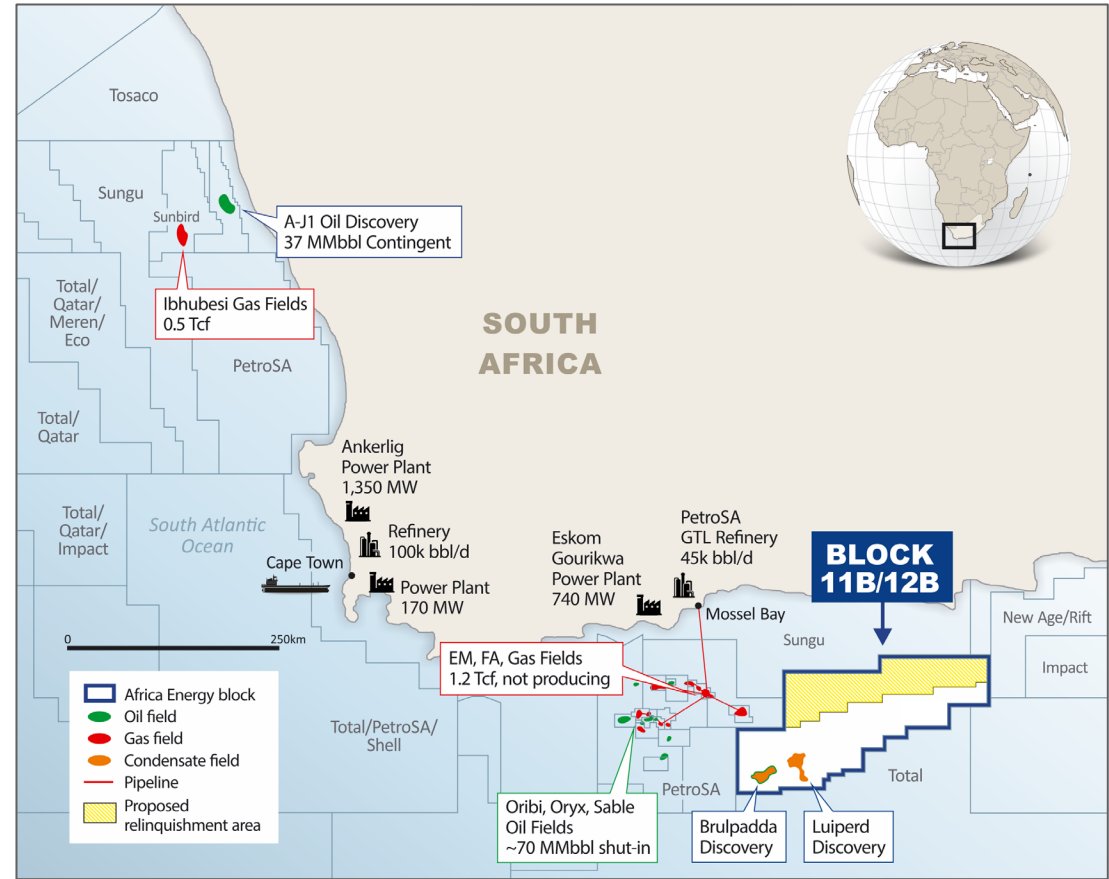 Tosaco
Sungu
Sunbird
A-J1 Oil Discovery
37 MMbbl Contingent
Ibhubesi Gas Fields
0.5 Tcf
Total/
Qatar/
Meren/
Eco
PetroSA
Total/
Qatar
SOUTH
AFRICA
Ankerlig
Power Plant
1,350 MW
Total/
Qatar/
Impact
South Atlantic
Ocean
Refinery
100k bbl/d
Cape Town
Power Plant
170 MW
Eskom
Gourikwa
Power Plant
740 MW
PetroSA
GTL Refinery
45k bbl/d
Mossel Bay
BLOCK
11B/12B
Sungu
New Age/Rift
Impact
0
250km
EM, FA, Gas Fields
1.2 Tcf, not producing
Africa Energy block
Oil field
Gas field
Condensate field
Pipeline
Proposed
relinquishment area
Total/PetroSA/
Shell
PetroSA
Total
Oribi, Oryx, Sable
Oil Fields
~70 MMbbl shut-in
Brulpadda
Discovery
Luiperd
Discovery